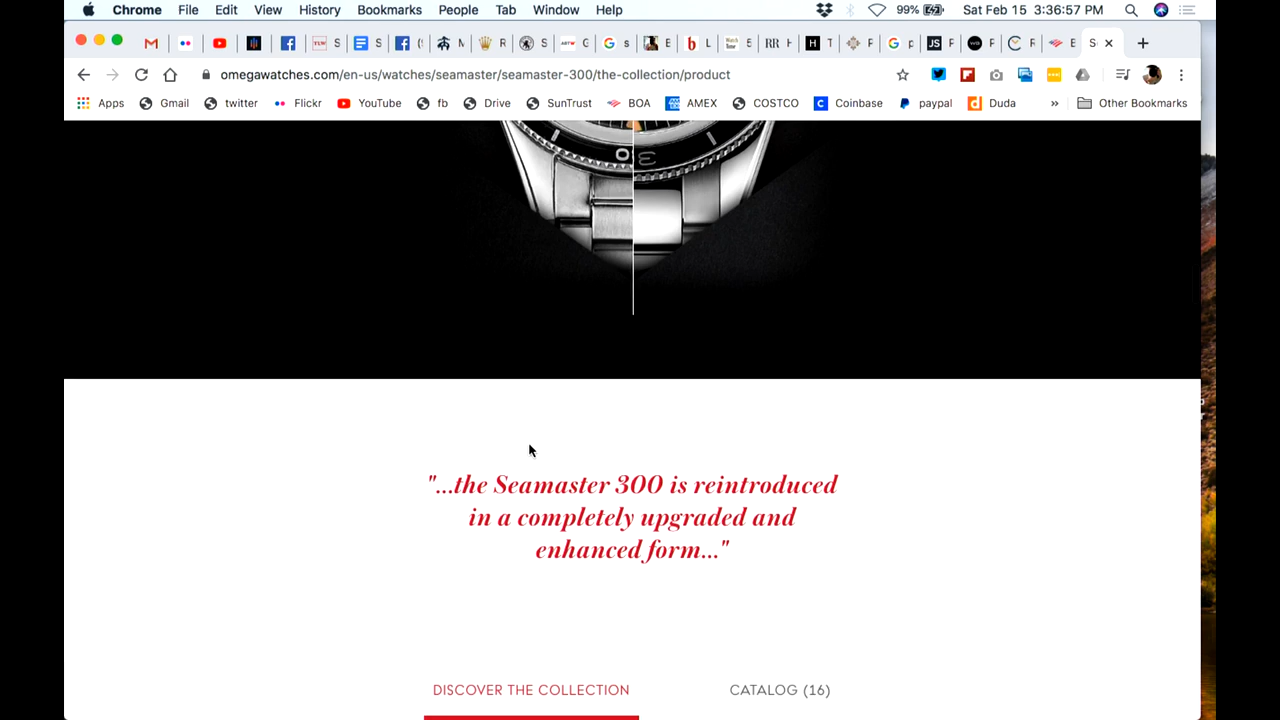 Chrome File Edit View History Bookmarks People Tab Window Help 99% Sat Feb 15 3:36:57 PM
omegawatches.com/en-us/watches/seamaster/seamaster-300/the-collection/product
Apps Gmail twitter Flickr YouTube fb Drive SunTrust BOA AMEX COSTCO Coinbase paypal Duda » Other Bookmarks
"...the Seamaster 300 is reintroduced
in a completely upgraded and
enhanced form..."
DISCOVER THE COLLECTION CATALOG (16)